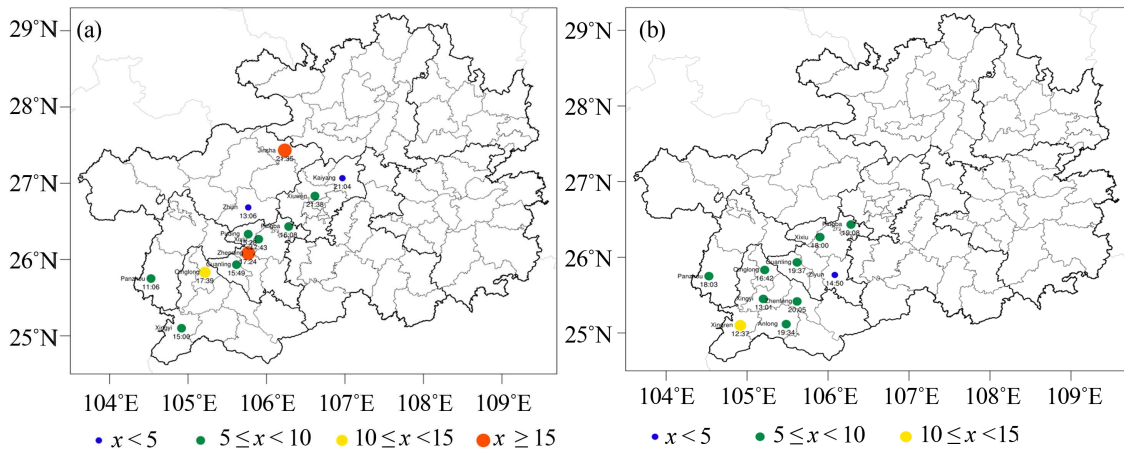 (a)
29°N
28°N
27°N
26°N
25°N
104°E 105°E 106°E 107°E 108°E 109°E
Jinsha
21:35
Kaiyang
21:04
Xiuwen
21:38
Zhijin
13:06
16:08
Guanling
15:49
Qinglong
17:39
Panzhou
11:06
Xingyi
15:00
x < 5 5 ≤ x < 10 10 ≤ x <15 x ≥ 15
(b)
29°N
28°N
27°N
26°N
25°N
104°E 105°E 106°E 107°E 108°E 109°E
Xixiu
18:00
19:08
Guanling
19:37
Qinglong
16:42
Ziyun
14:50
Panzhou
18:03
Xingyi
13:01
Zhenfeng
20:05
Xingren
12:37
Anlong
19:34
x < 5 5 ≤ x < 10 10 ≤ x <15